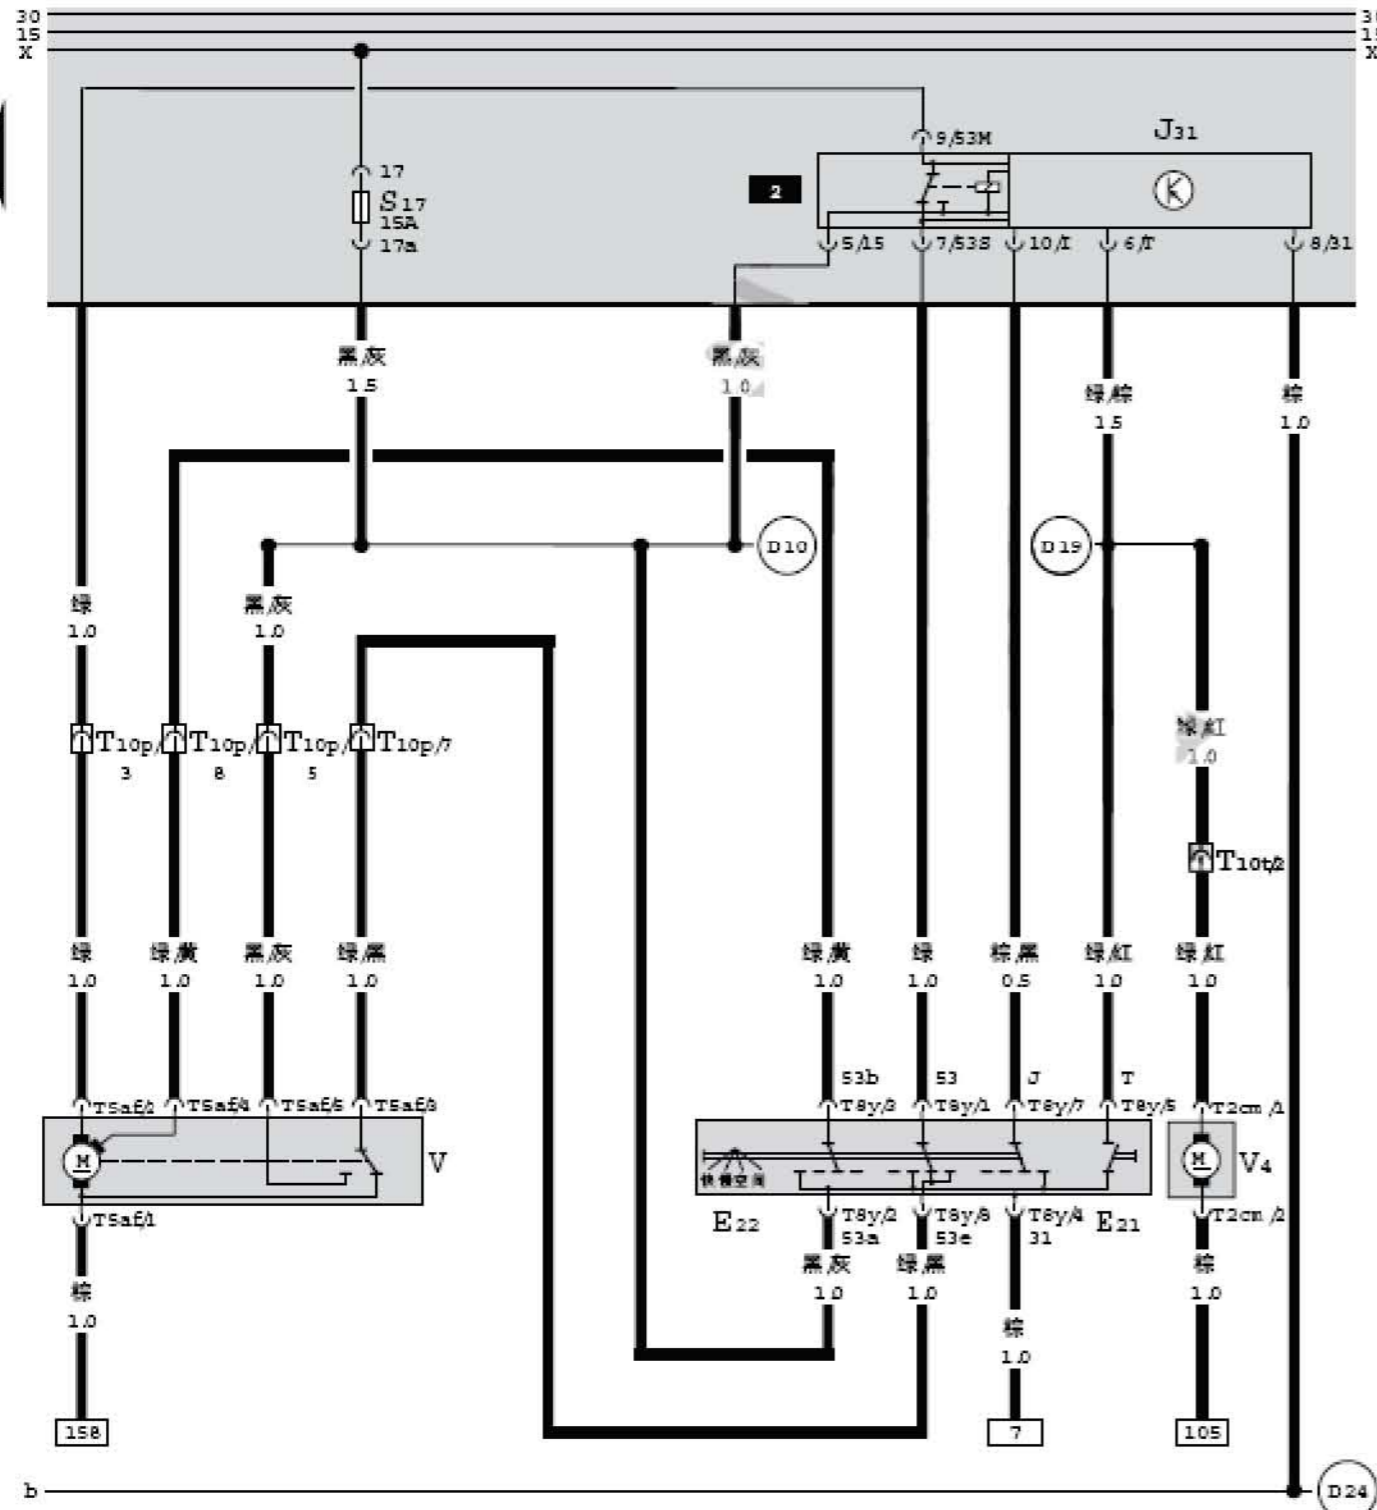 30
15
X
30
15
X
J31
9/53M
2
K
17
S17
15A
17a
5/15
7/53S
10/I
6/T
8/31
黑/灰
1.5
黑/灰
1.0
绿/棕
1.5
棕
1.0
D10
D19
绿
1.0
黑/灰
1.0
绿/红
1.0
T10p/3
T10p/8
T10p/5
T10p/7
T10t/2
绿
1.0
绿/黄
1.0
黑/灰
1.0
绿/黑
1.0
绿/黄
1.0
绿
1.0
棕/黑
0.5
绿/红
1.0
绿/红
1.0
53b
53
J
T
T5af/2
T5af/4
T5af/5
T5af/3
T8y/3
T8y/1
T8y/7
T8y/5
T2cm/1
M
V
M
V4
快慢空间
T5af/1
E22
T8y/2
53a
T8y/8
53e
T8y/4
31
E21
T2cm/2
黑/灰
1.0
绿/黑
1.0
棕
1.0
棕
1.0
棕
1.0
158
7
105
b
D24